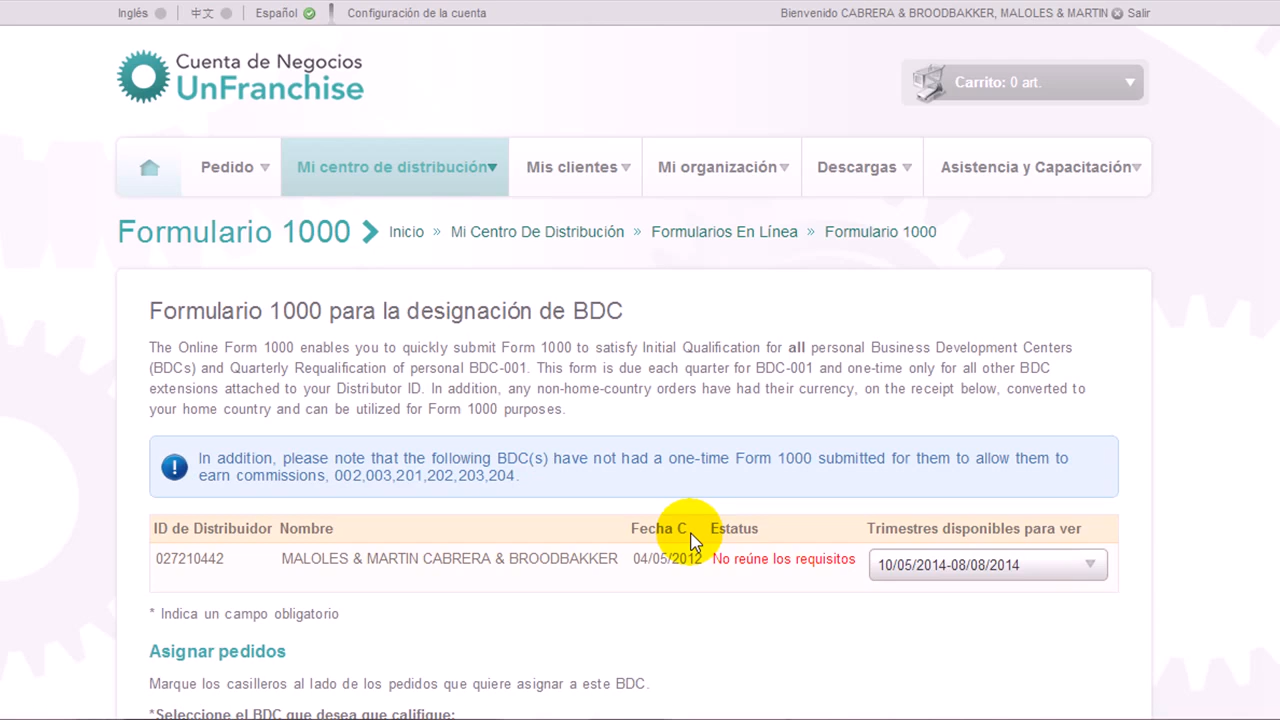 Inglés 中文 Español Configuración de la cuenta Bienvenido CABRERA & BROODBAKKER, MALOLES & MARTIN Salir
Cuenta de Negocios
UnFranchise
Carrito: 0 art.
Pedido Mi centro de distribución Mis clientes Mi organización Descargas Asistencia y Capacitación
Formulario 1000 Inicio » Mi Centro De Distribución » Formularios En Línea » Formulario 1000
Formulario 1000 para la designación de BDC
The Online Form 1000 enables you to quickly submit Form 1000 to satisfy Initial Qualification for all personal Business Development Centers
(BDCs) and Quarterly Requalification of personal BDC-001. This form is due each quarter for BDC-001 and one-time only for all other BDC
extensions attached to your Distributor ID. In addition, any non-home-country orders have had their currency, on the receipt below, converted to
your home country and can be utilized for Form 1000 purposes.
In addition, please note that the following BDC(s) have not had a one-time Form 1000 submitted for them to allow them to
earn commissions, 002,003,201,202,203,204.
ID de Distribuidor Nombre Fecha C Estatus Trimestres disponibles para ver
027210442 MALOLES & MARTIN CABRERA & BROODBAKKER 04/05/2012 No reúne los requisitos 10/05/2014-08/08/2014
* Indica un campo obligatorio
Asignar pedidos
Marque los casilleros al lado de los pedidos que quiere asignar a este BDC.
*Seleccione el BDC que desea que califique: